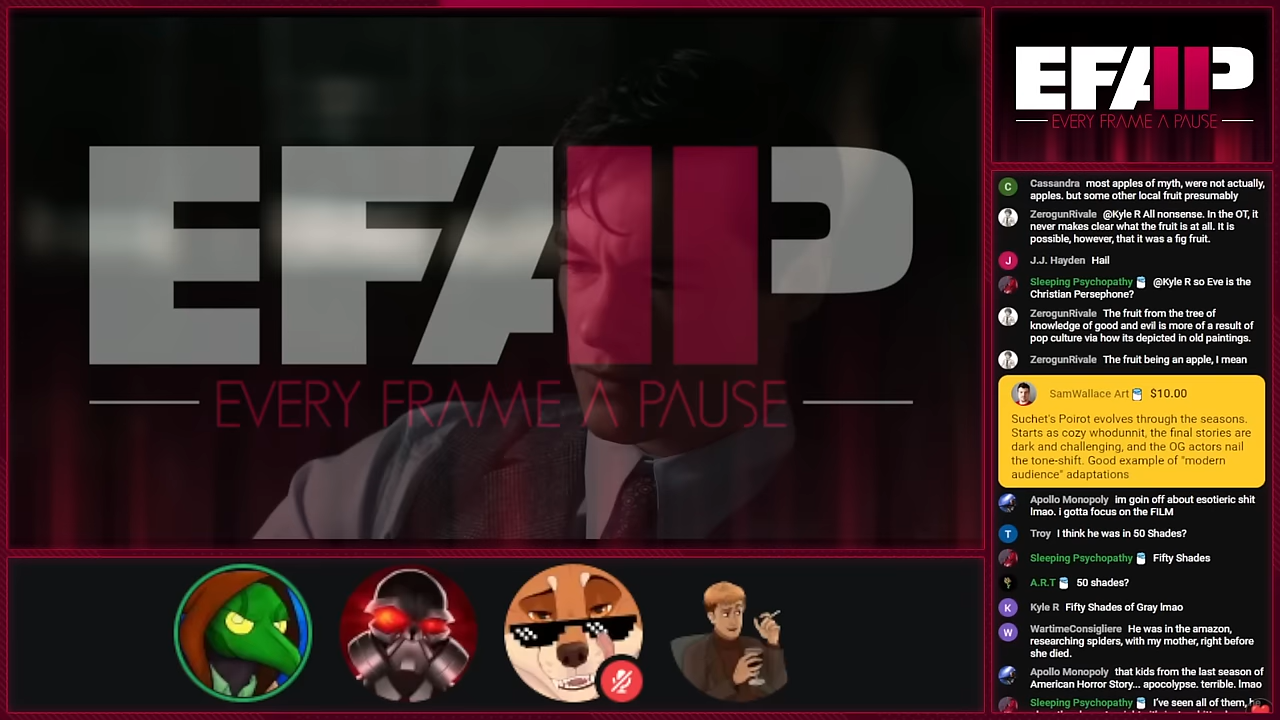 EFAP
EVERY FRAME A PAUSE
EFAP
EVERY FRAME A PAUSE
C
Cassandra most apples of myth, were not actually,
apples. but some other local fruit presumably
ZerogunRivale @Kyle R All nonsense. In the OT, it
never makes clear what the fruit is at all. It is
possible, however, that it was a fig fruit.
J
J.J. Hayden Hail
Sleeping Psychopathy @Kyle R so Eve is the
Christian Persephone?
ZerogunRivale The fruit from the tree of
knowledge of good and evil is more of a result of
pop culture via how its depicted in old paintings.
ZerogunRivale The fruit being an apple, I mean
SamWallace Art $10.00
Suchet's Poirot evolves through the seasons.
Starts as cozy whodunnit, the final stories are
dark and challenging, and the OG actors nail
the tone-shift. Good example of "modern
audience" adaptations
Apollo Monopoly im goin off about esotieric shit
lmao. i gotta focus on the FILM
T
Troy I think he was in 50 Shades?
Sleeping Psychopathy Fifty Shades
A.R.T 50 shades?
K
Kyle R Fifty Shades of Gray lmao
W
WartimeConsigliere He was in the amazon,
researching spiders, with my mother, right before
she died.
Apollo Monopoly that kids from the last season of
American Horror Story... apocolypse. terrible. lmao
Sleeping Psychopathy I've seen all of them,